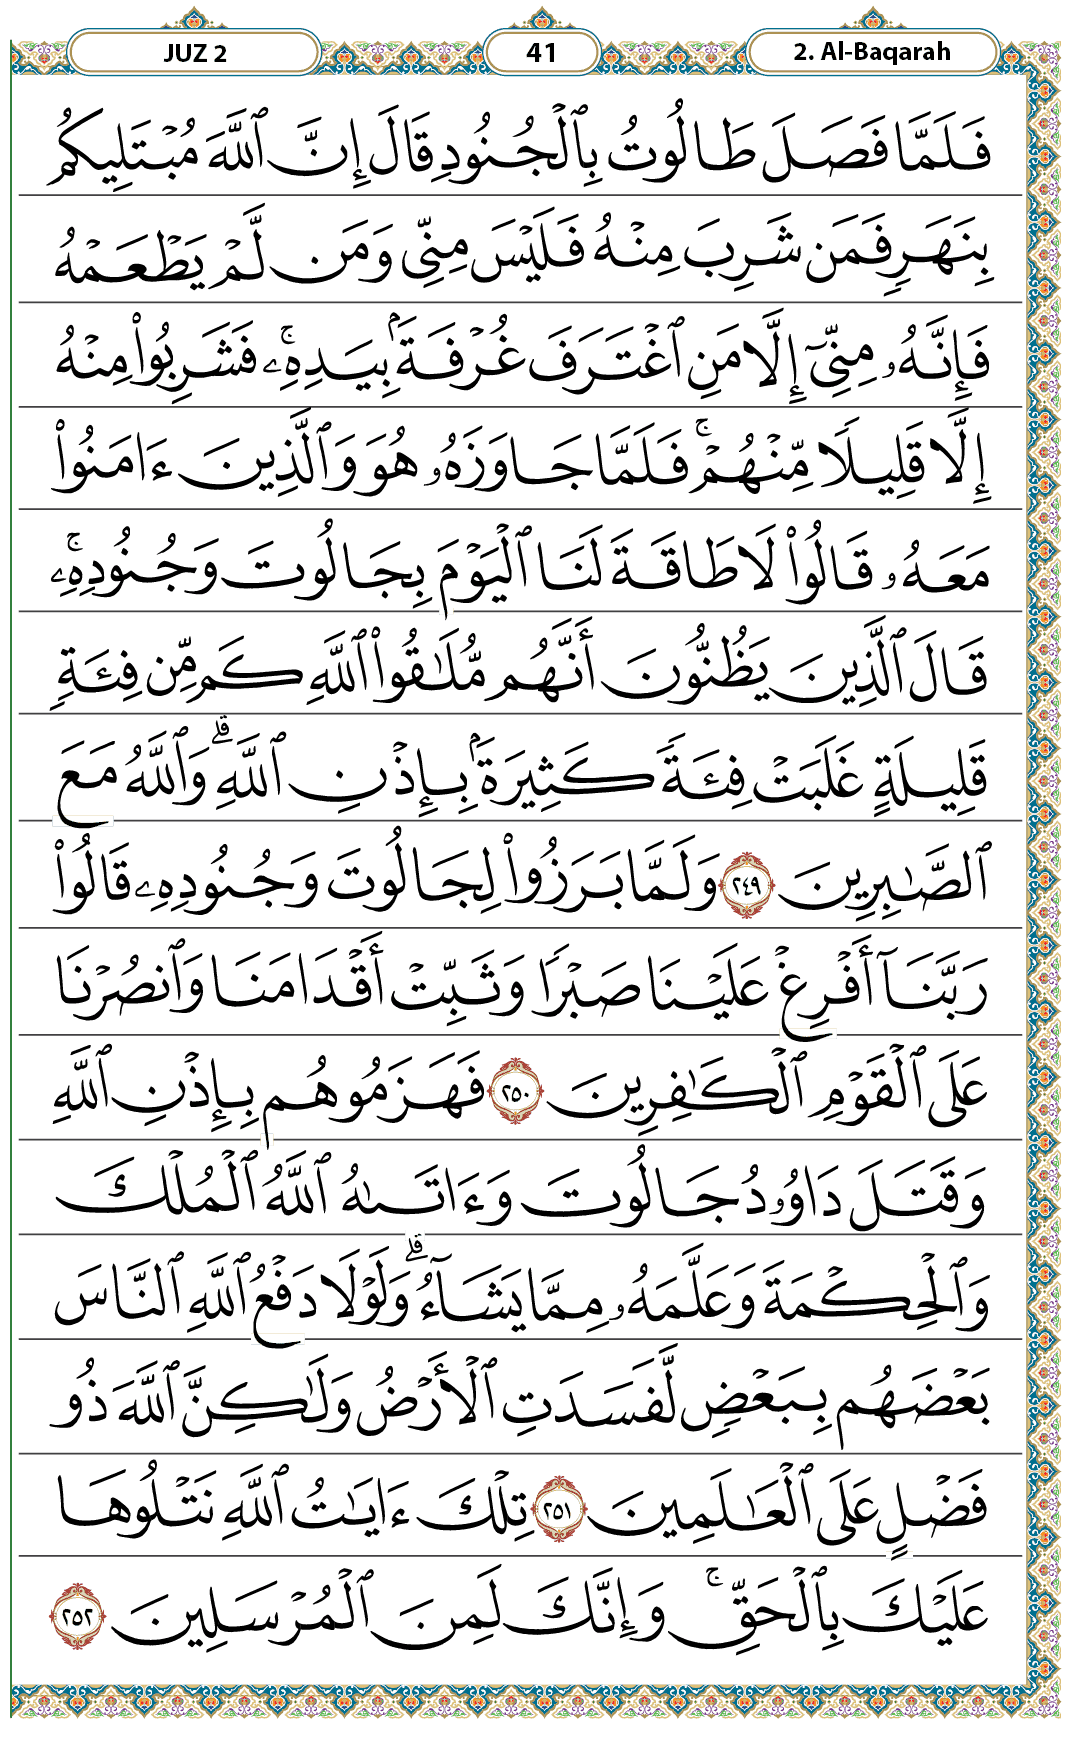 JUZ 2
41
2. Al-Baqarah
فَلَمَّا فَصَلَ طَالُوتُ بِٱلْجُنُودِ قَالَ إِنَّ ٱللَّهَ مُبْتَلِيكُم
بِنَهَرٍ فَمَن شَرِبَ مِنْهُ فَلَيْسَ مِنِّى وَمَن لَّمْ يَطْعَمْهُ
فَإِنَّهُۥ مِنِّىٓ إِلَّا مَنِ ٱغْتَرَفَ غُرْفَةًۢ بِيَدِهِۦۚ فَشَرِبُوا۟ مِنْهُ
إِلَّا قَلِيلًا مِّنْهُمْۚ فَلَمَّا جَاوَزَهُۥ هُوَ وَٱلَّذِينَ ءَامَنُوا۟
مَعَهُۥ قَالُوا۟ لَا طَاقَةَ لَنَا ٱلْيَوْمَ بِجَالُوتَ وَجُنُودِهِۦۚ
قَالَ ٱلَّذِينَ يَظُنُّونَ أَنَّهُم مُّلَـٰقُوا۟ ٱللَّهِ كَم مِّن فِئَةٍ
قَلِيلَةٍ غَلَبَتْ فِئَةً كَثِيرَةًۢ بِإِذْنِ ٱللَّهِۗ وَٱللَّهُ مَعَ
ٱلصَّـٰبِرِينَ ٢٤٩ وَلَمَّا بَرَزُوا۟ لِجَالُوتَ وَجُنُودِهِۦ قَالُوا۟
رَبَّنَآ أَفْرِغْ عَلَيْنَا صَبْرًا وَثَبِّتْ أَقْدَامَنَا وَٱنصُرْنَا
عَلَى ٱلْقَوْمِ ٱلْكَـٰفِرِينَ ٢٥٠ فَهَزَمُوهُم بِإِذْنِ ٱللَّهِ
وَقَتَلَ دَاوُۥدُ جَالُوتَ وَءَاتَىٰهُ ٱللَّهُ ٱلْمُلْكَ
وَٱلْحِكْمَةَ وَعَلَّمَهُۥ مِمَّا يَشَآءُۗ وَلَوْلَا دَفْعُ ٱللَّهِ ٱلنَّاسَ
بَعْضَهُم بِبَعْضٍ لَّفَسَدَتِ ٱلْأَرْضُ وَلَـٰكِنَّ ٱللَّهَ ذُو
فَضْلٍ عَلَى ٱلْعَـٰلَمِينَ ٢٥١ تِلْكَ ءَايَـٰتُ ٱللَّهِ نَتْلُوهَا
عَلَيْكَ بِٱلْحَقِّۚ وَإِنَّكَ لَمِنَ ٱلْمُرْسَلِينَ ٢٥٢